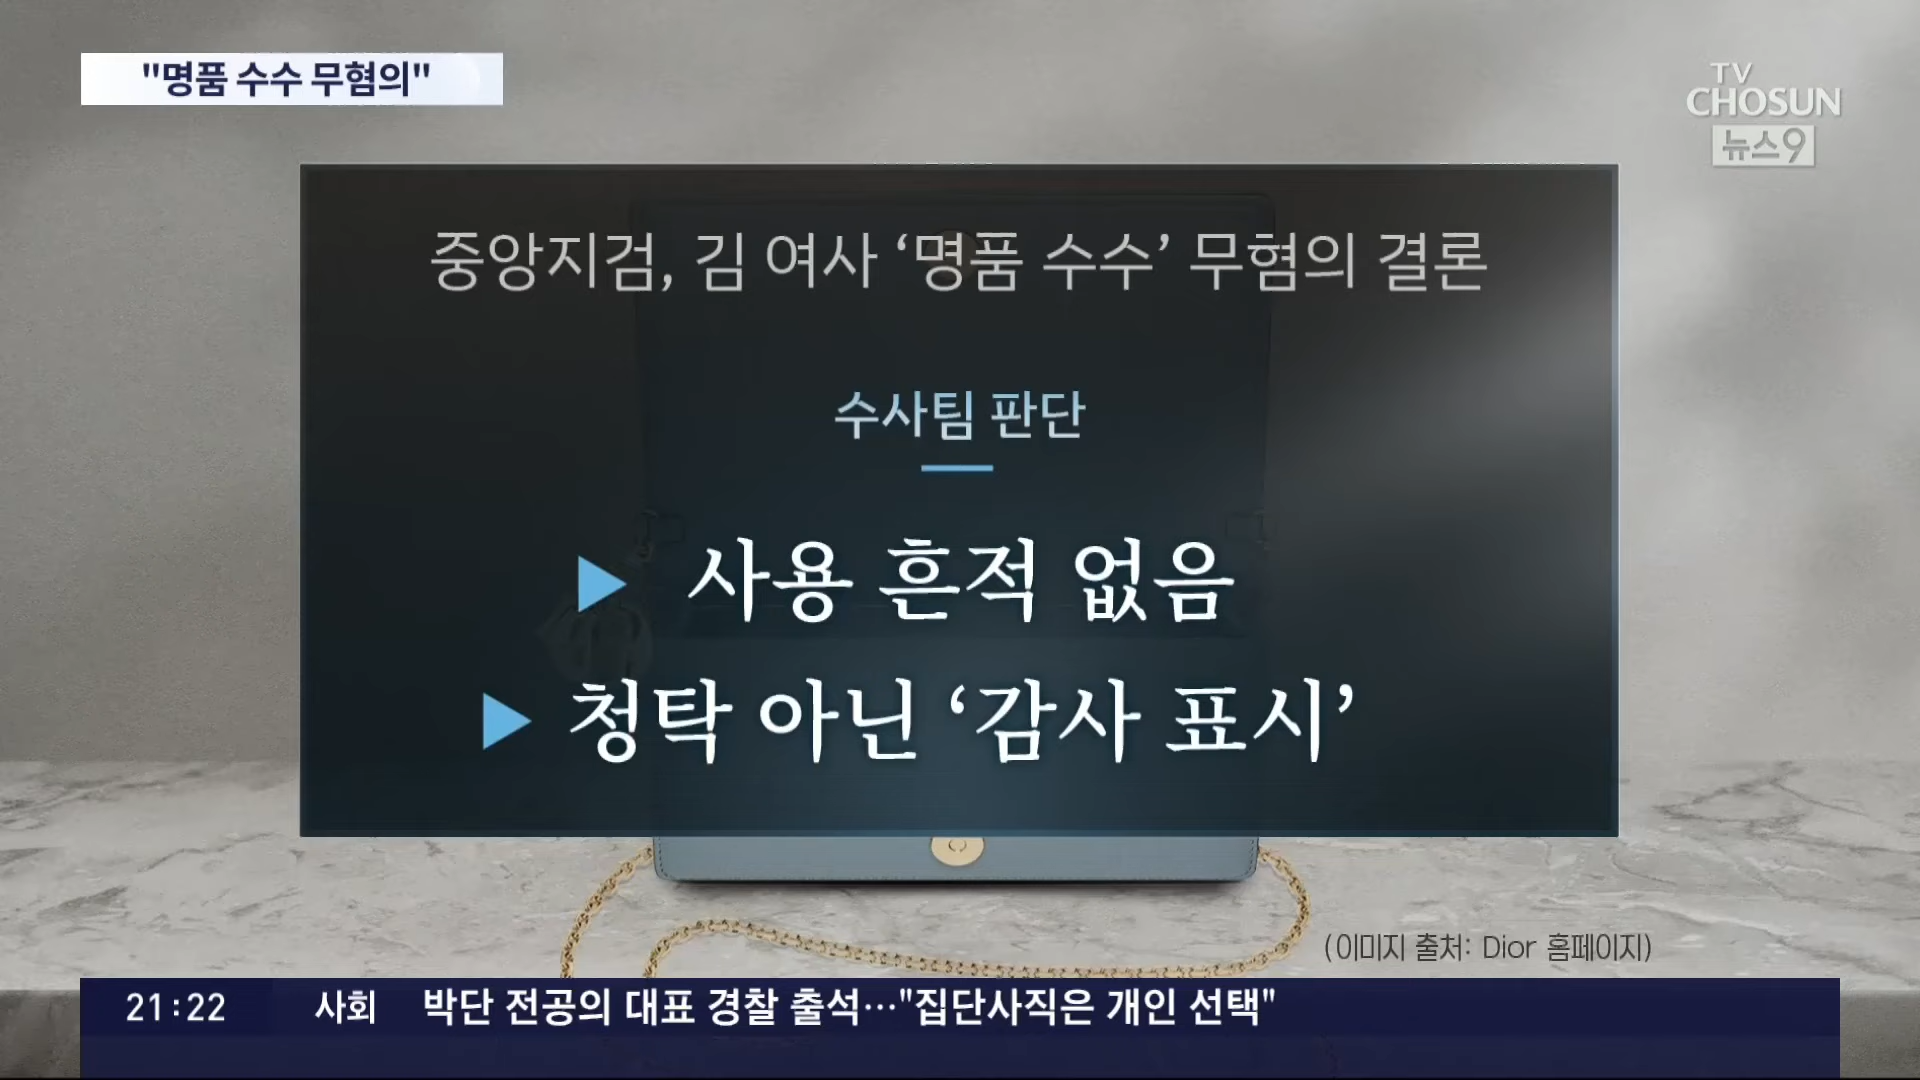 "명품 수수 무혐의"
TV
CHOSUN
뉴스9
중앙지검, 김 여사 ‘명품 수수’ 무혐의 결론
수사팀 판단
▶ 사용 흔적 없음
▶ 청탁 아닌 ‘감사 표시’
(이미지 출처: Dior 홈페이지)
21:22 사회 박단 전공의 대표 경찰 출석…"집단사직은 개인 선택"